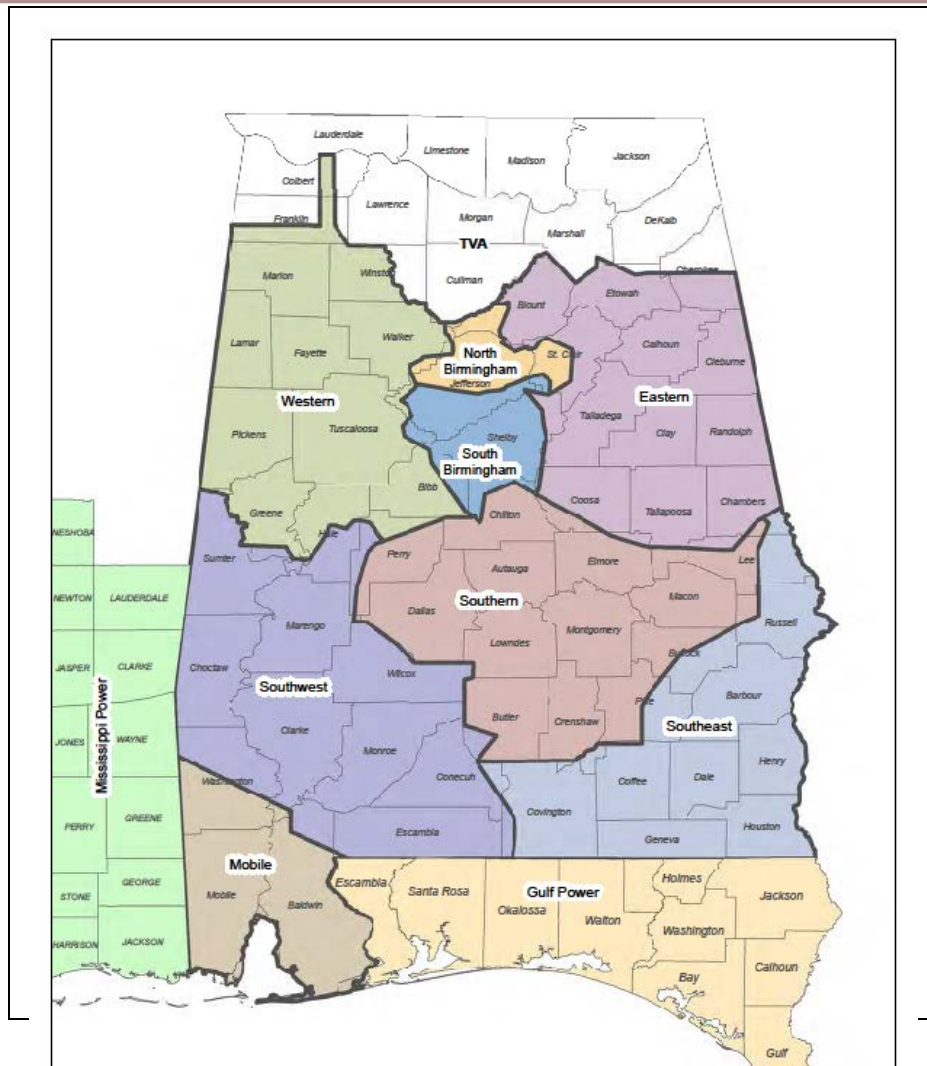 Lauderdale
Limestone
Madison
Jackson
Colbert
Lawrence
Franklin
Morgan
TVA
Marshall
DeKalb
Cherokee
Marion
Winston
Cullman
Blount
Etowah
Lamar
Fayette
Walker
North
Birmingham
Jefferson
St. Clair
Calhoun
Cleburne
Western
Eastern
Pickens
Tuscaloosa
Shelby
South
Birmingham
Talladega
Clay
Randolph
Bibb
Greene
Hale
Coosa
Tallapoosa
Chambers
Chilton
NESHOBA
Sumter
Perry
Autauga
Elmore
Lee
NEWTON
LAUDERDALE
Dallas
Southern
Macon
Marengo
Lowndes
Montgomery
Russell
JASPER
CLARKE
Choctaw
Wilcox
Bullock
Southwest
Mississippi Power
Butler
Crenshaw
Pike
Barbour
Southeast
JONES
WAYNE
Clarke
Monroe
Conecuh
Coffee
Dale
Henry
Washington
Covington
PERRY
GREENE
Escambia
Geneva
Houston
Mobile
STONE
GEORGE
Mobile
Baldwin
Escambia
Santa Rosa
Gulf Power
Okalossa
Walton
Holmes
Washington
Jackson
HARRISON
JACKSON
Bay
Calhoun
Gulf